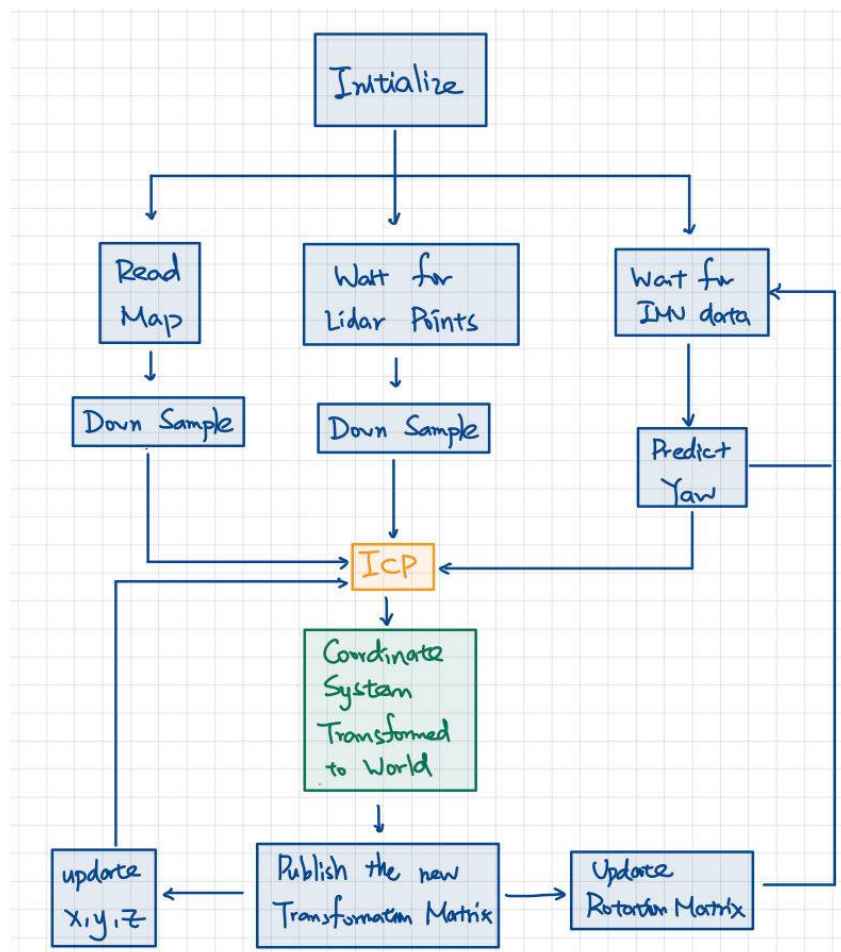 Initialize
Read
Map
Wait for
Lidar Points
Wait for
IMU data
Down Sample
Down Sample
Predict
Yaw
ICP
Coordinate
System
Transformed
to World
update
x,y,z
Publish the new
Transformation Matrix
Update
Rotation Matrix